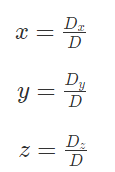 x = D_x / D
y = D_y / D
z = D_z / D